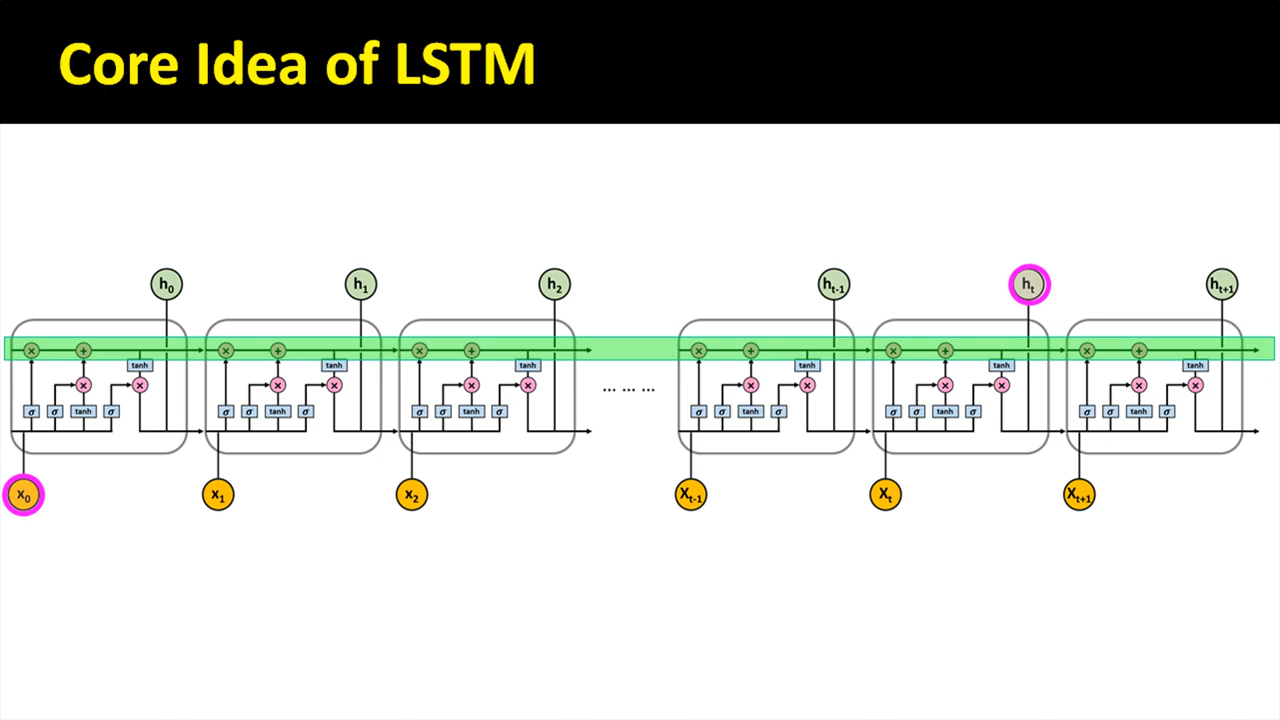 Core Idea of LSTM
h0 h1 h2 ht-1 ht ht+1
× + × + × + × + × + × +
tanh tanh tanh tanh tanh tanh
× × × × × × ... ... ... × × × × × ×
σ σ tanh σ σ σ tanh σ σ σ tanh σ σ σ tanh σ σ σ tanh σ σ σ tanh σ
x0 x1 x2 Xt-1 Xt Xt+1